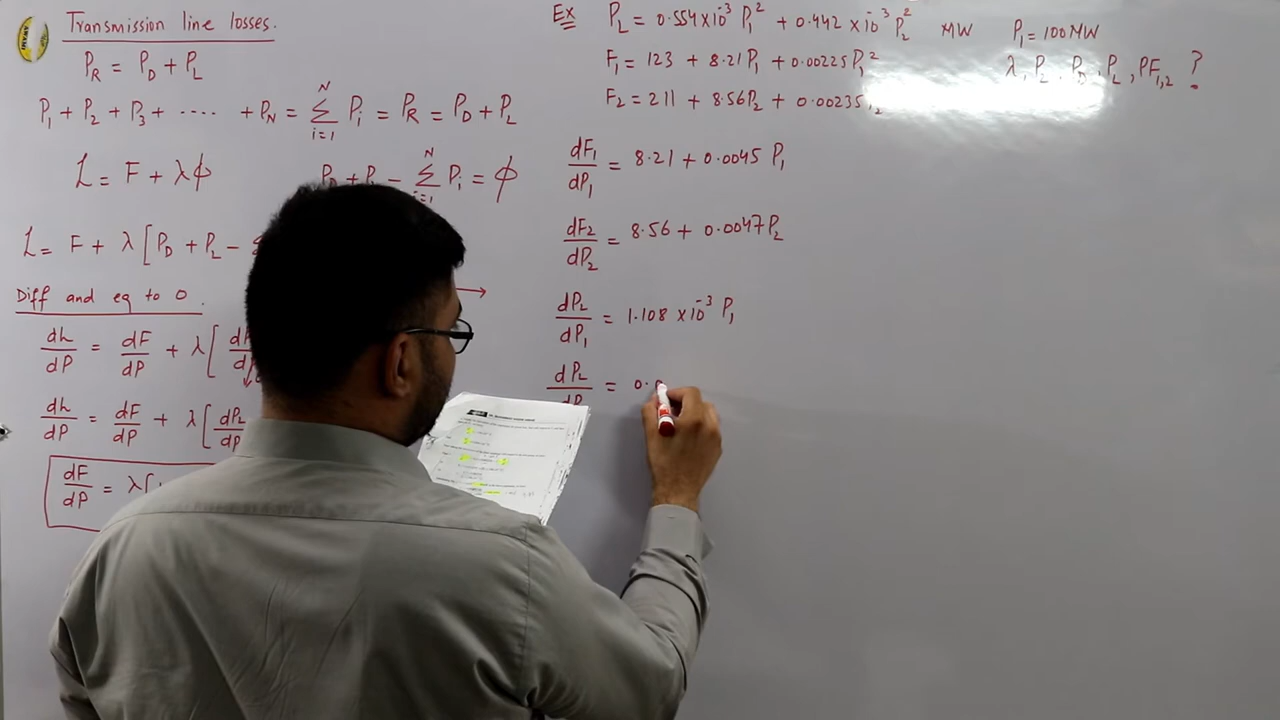 Transmission line losses.
P_R = P_D + P_L
P_1 + P_2 + P_3 + ···· + P_N = \sum_{i=1}^{N} P_i = P_R = P_D + P_L
ℒ = F + λϕ
P_D + P_L - \sum_{i=1}^{N} P_i = ϕ
ℒ = F + λ [ P_D + P_L -
Diff and eq to 0.
dL/dP = dF/dP + λ [
dL/dP = dF/dP + λ [ dP_L
dF/dP = λ [
Ex P_L = 0.554 × 10^{-3} P_1^2 + 0.442 × 10^{-3} P_2^2 MW P_1 = 100 MW
F_1 = 123 + 8.21 P_1 + 0.00225 P_1^2 λ, P_2, P_D, P_L, PF_{1,2} ?
F_2 = 211 + 8.56 P_2 + 0.00235
dF_1/dP_1 = 8.21 + 0.0045 P_1
dF_2/dP_2 = 8.56 + 0.0047 P_2
dP_L/dP_1 = 1.108 × 10^{-3} P_1
dP_L/dP = 0.